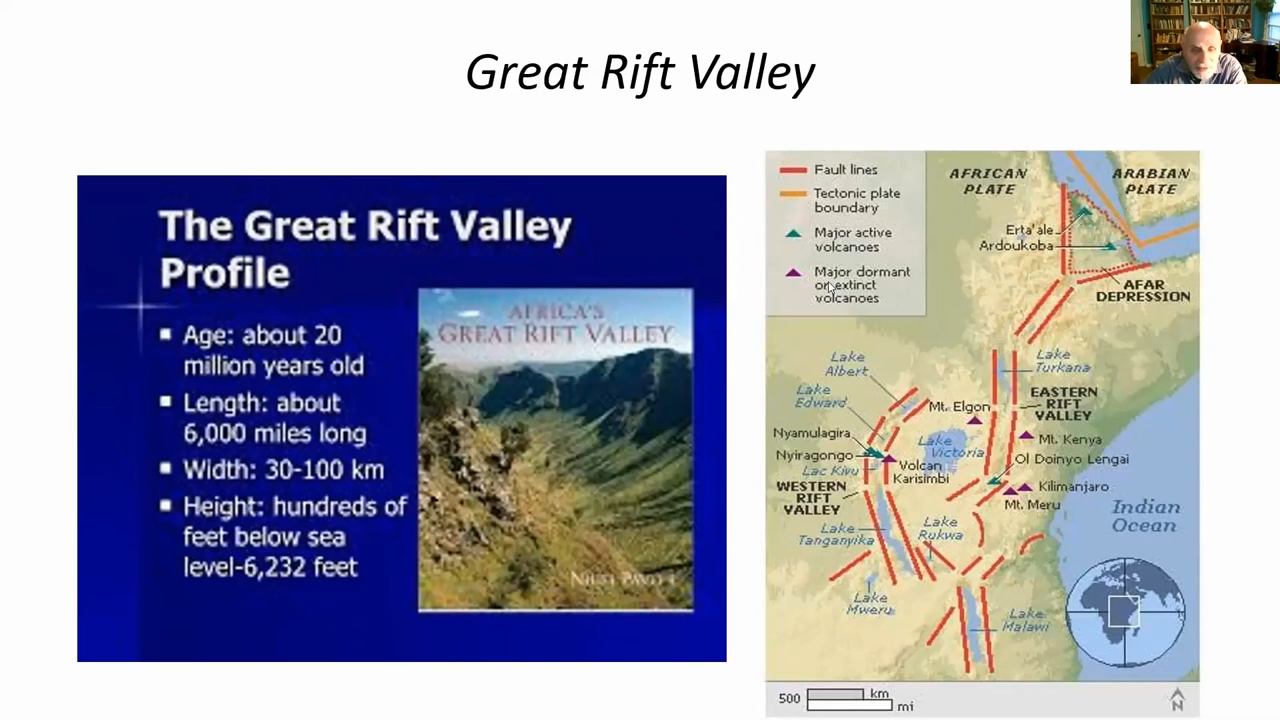 Great Rift Valley
The Great Rift Valley
Profile
Age: about 20
million years old
Length: about
6,000 miles long
Width: 30-100 km
Height: hundreds of
feet below sea
level-6,232 feet
AFRICA'S
GREAT RIFT VALLEY
Fault lines
Tectonic plate
boundary
Major active
volcanoes
Major dormant
or extinct
volcanoes
AFRICAN
PLATE
ARABIAN
PLATE
Erta'ale
Ardoukoba
AFAR
DEPRESSION
Lake
Albert
Lake
Turkana
Lake
Edward
EASTERN
RIFT
VALLEY
Mt. Elgon
Nyamulagira
Mt. Kenya
Lake
Victoria
Nyiragongo
Ol Doinyo Lengai
Lac Kivu
Volcan
Karisimbi
Kilimanjaro
Mt. Meru
WESTERN
RIFT
VALLEY
Indian
Ocean
Lake
Tanganyika
Lake
Rukwa
Lake
Mweru
Lake
Malawi
500
km
mi
N